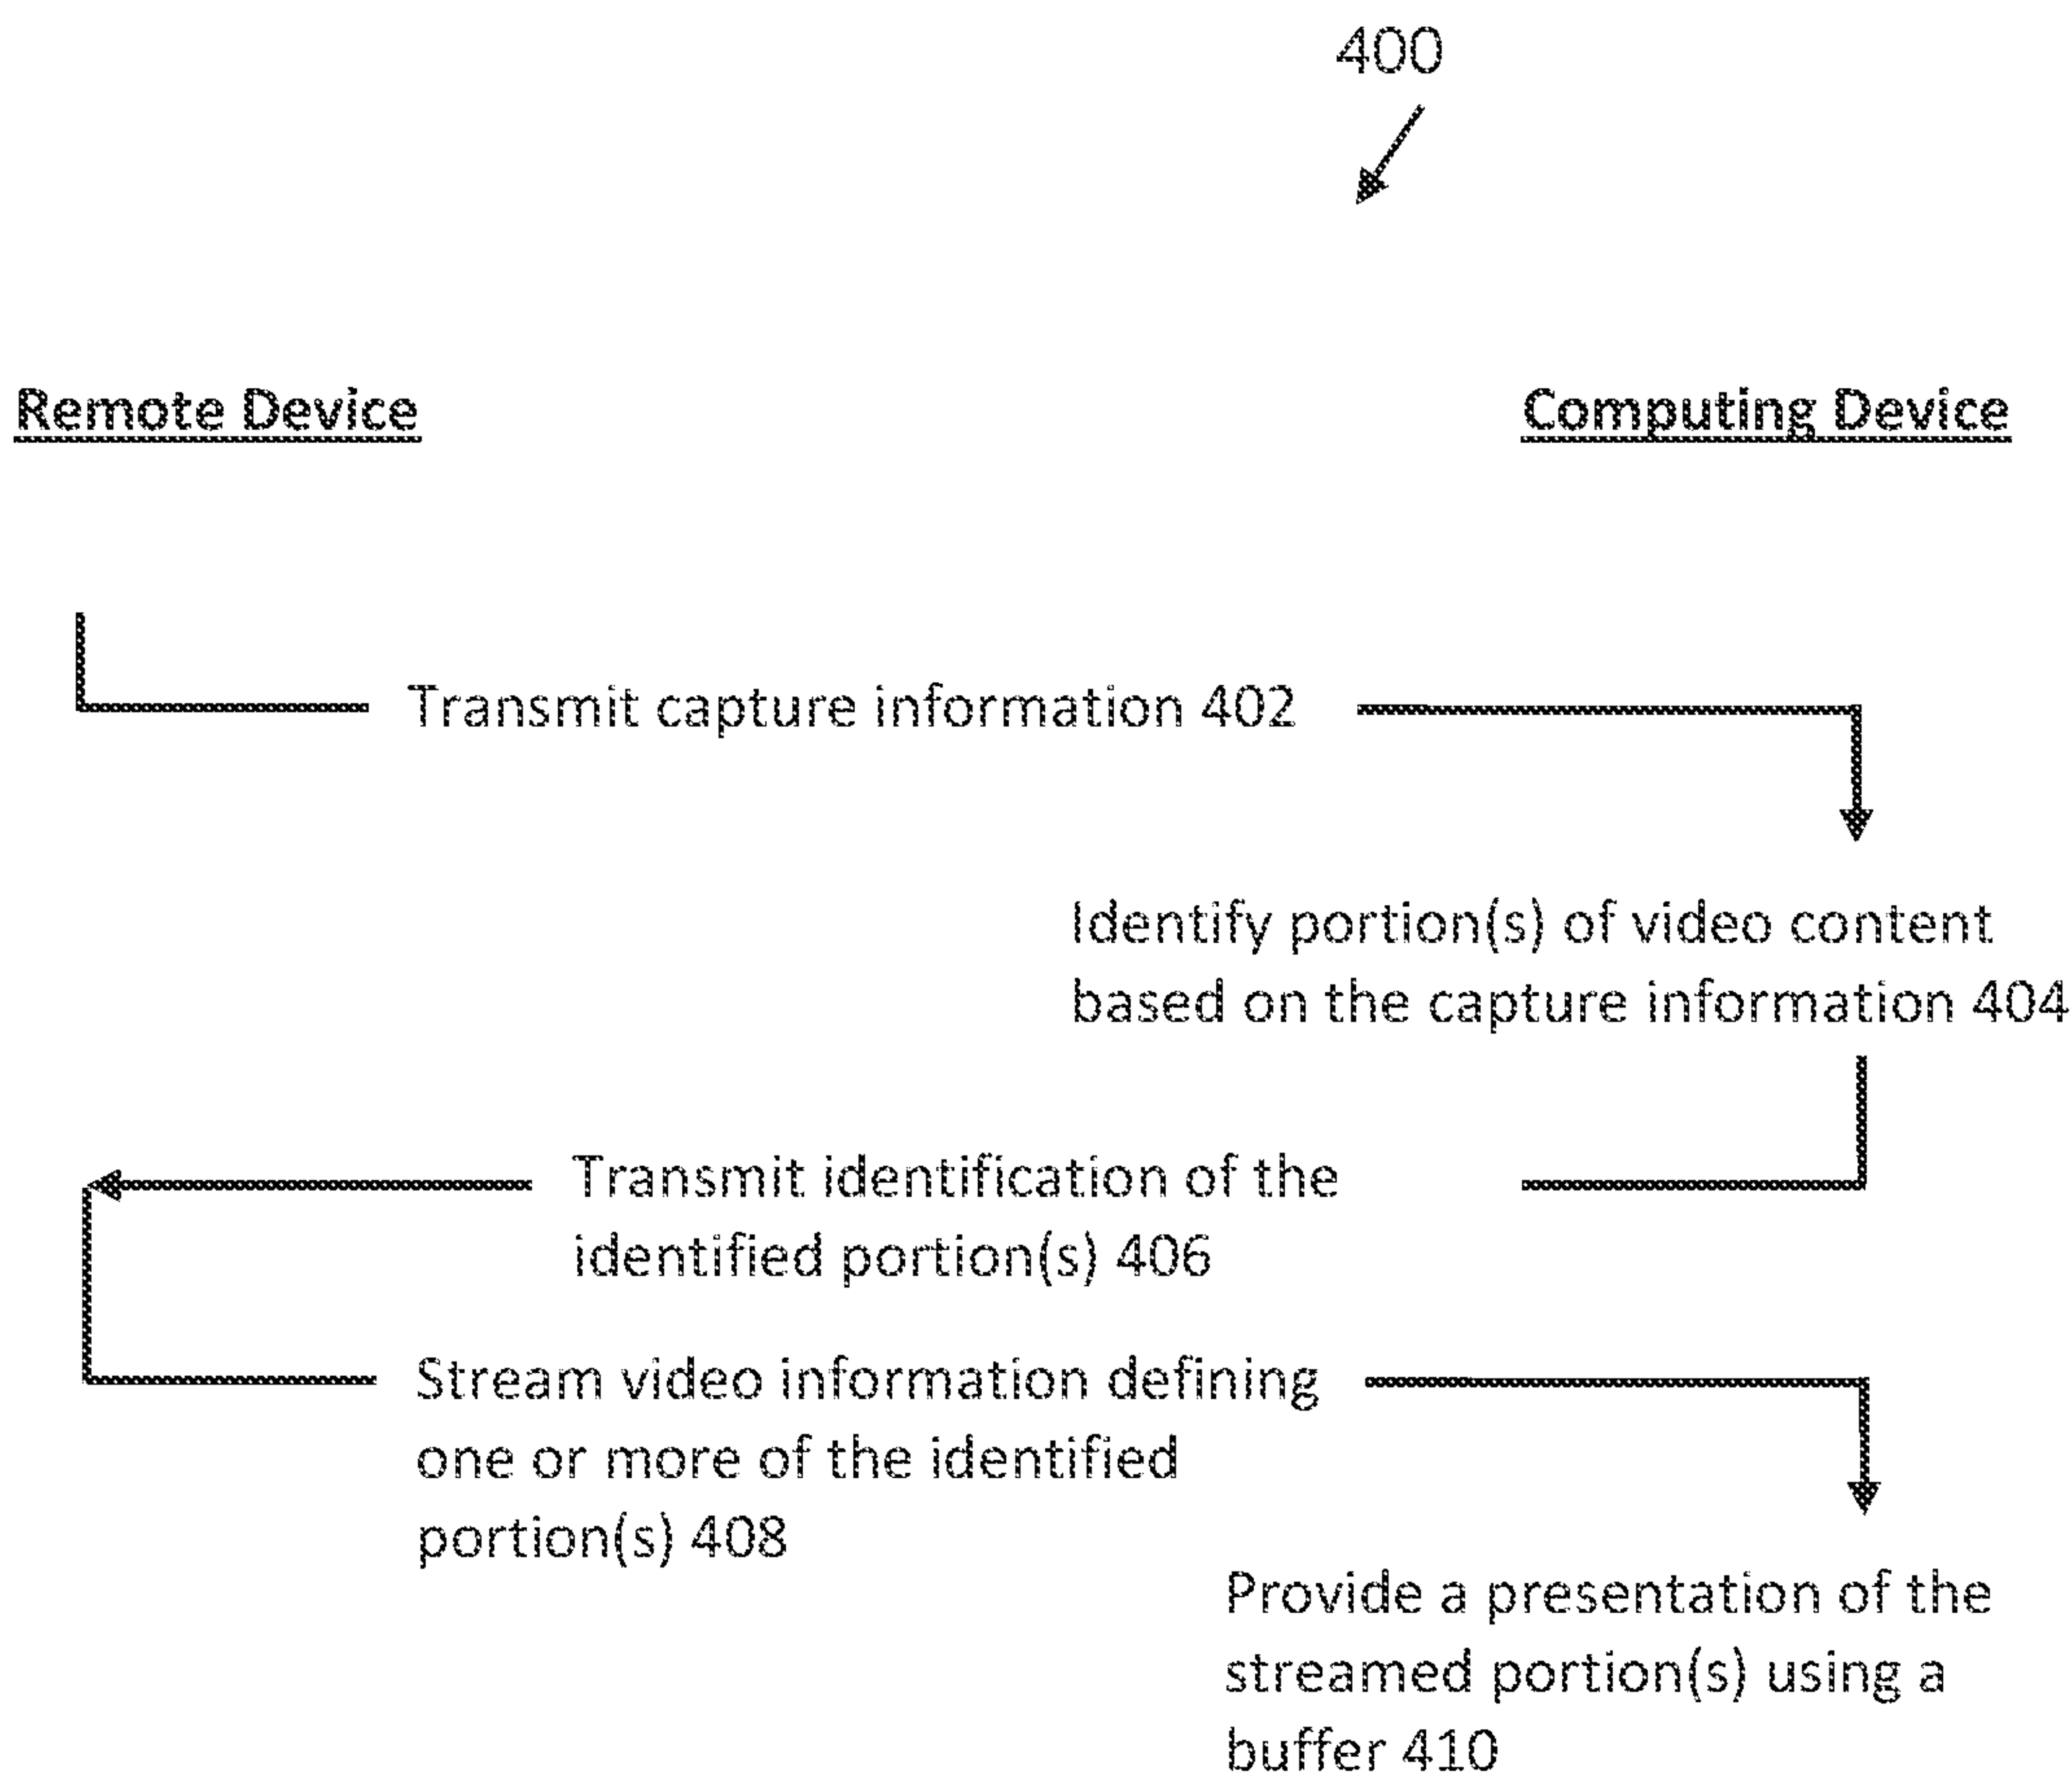 400
Remote Device
Computing Device
Transmit capture information 402
Identify portion(s) of video content
based on the capture information 404
Transmit identification of the
identified portion(s) 406
Stream video information defining
one or more of the identified
portion(s) 408
Provide a presentation of the
streamed portion(s) using a
buffer 410